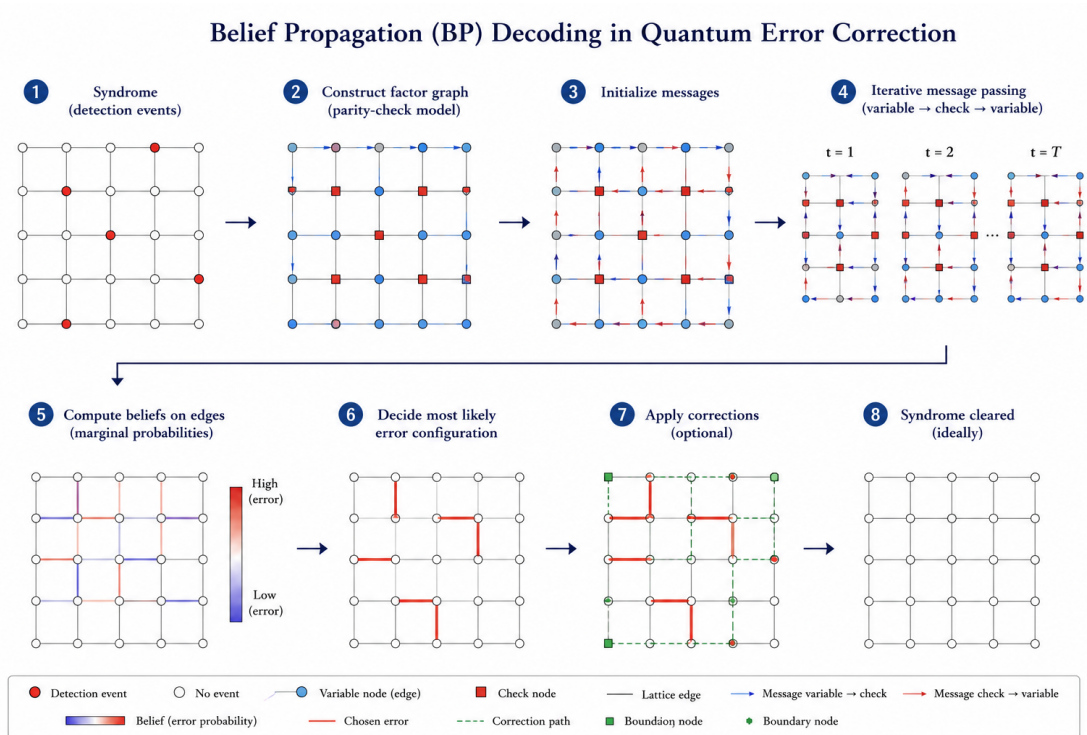 Belief Propagation (BP) Decoding in Quantum Error Correction
1
Syndrome
(detection events)
2
Construct factor graph
(parity-check model)
3
Initialize messages
4
Iterative message passing
(variable → check → variable)
t = 1
t = 2
t = T
...
5
Compute beliefs on edges
(marginal probabilities)
High
(error)
Low
(error)
6
Decide most likely
error configuration
7
Apply corrections
(optional)
8
Syndrome cleared
(ideally)
Detection event
No event
Variable node (edge)
Check node
Lattice edge
Message variable → check
Message check → variable
Belief (error probability)
Chosen error
Correction path
Boundioŋ node
Boundary node